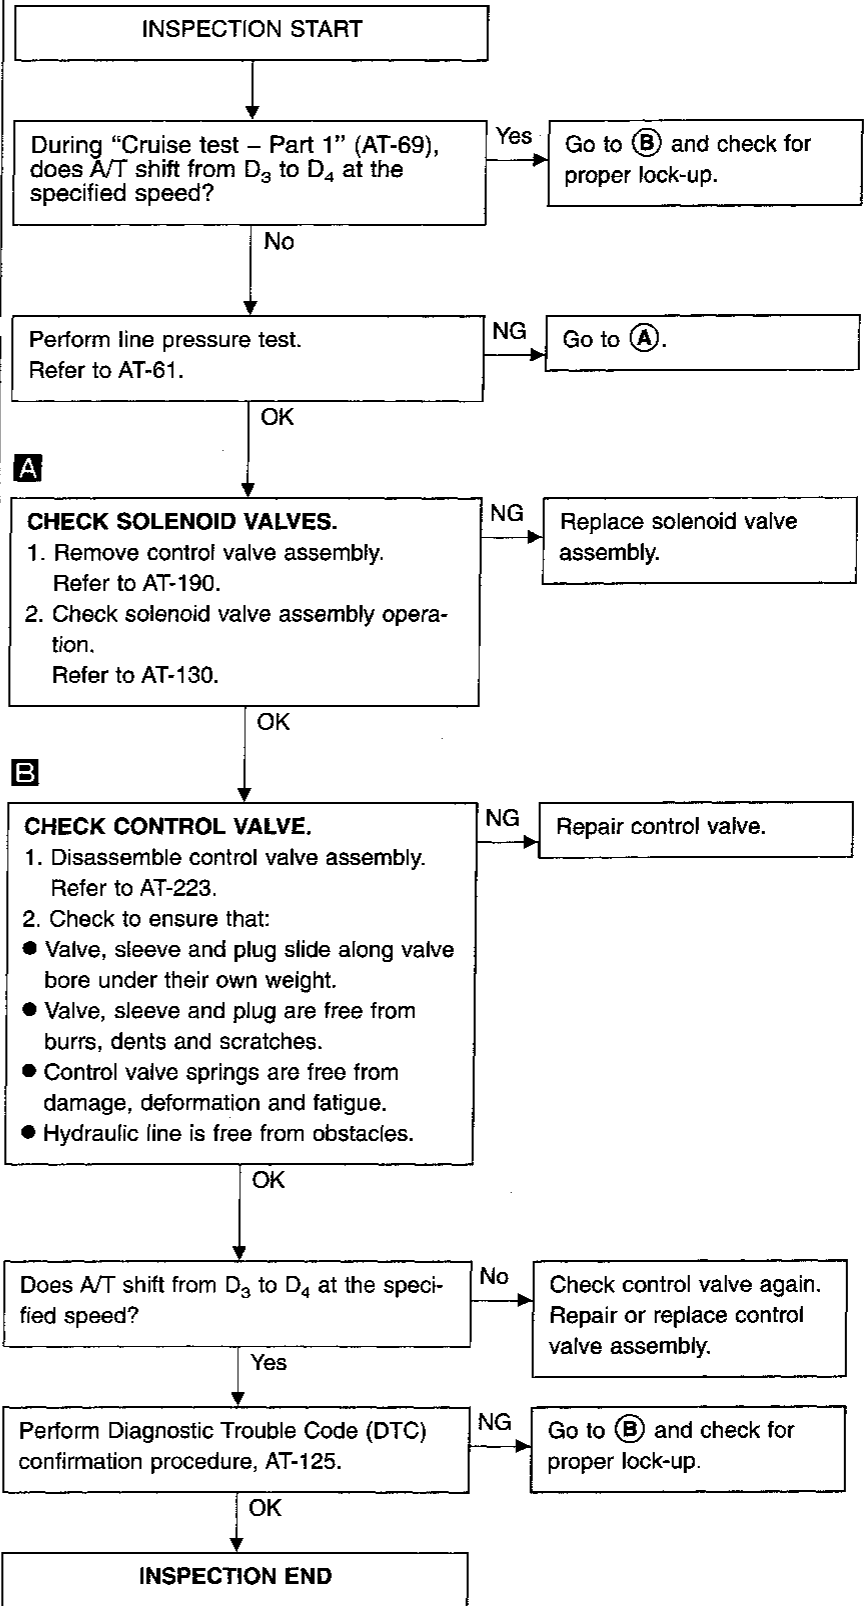 INSPECTION START
During “Cruise test – Part 1” (AT-69),
does A/T shift from D3 to D4 at the
specified speed?
Yes
Go to Ⓑ and check for
proper lock-up.
No
Perform line pressure test.
Refer to AT-61.
NG
Go to Ⓐ.
OK
A
CHECK SOLENOID VALVES.
1. Remove control valve assembly.
Refer to AT-190.
2. Check solenoid valve assembly opera-
tion.
Refer to AT-130.
NG
Replace solenoid valve
assembly.
OK
B
CHECK CONTROL VALVE.
1. Disassemble control valve assembly.
Refer to AT-223.
2. Check to ensure that:
● Valve, sleeve and plug slide along valve
bore under their own weight.
● Valve, sleeve and plug are free from
burrs, dents and scratches.
● Control valve springs are free from
damage, deformation and fatigue.
● Hydraulic line is free from obstacles.
NG
Repair control valve.
OK
Does A/T shift from D3 to D4 at the speci-
fied speed?
No
Check control valve again.
Repair or replace control
valve assembly.
Yes
Perform Diagnostic Trouble Code (DTC)
confirmation procedure, AT-125.
NG
Go to Ⓑ and check for
proper lock-up.
OK
INSPECTION END